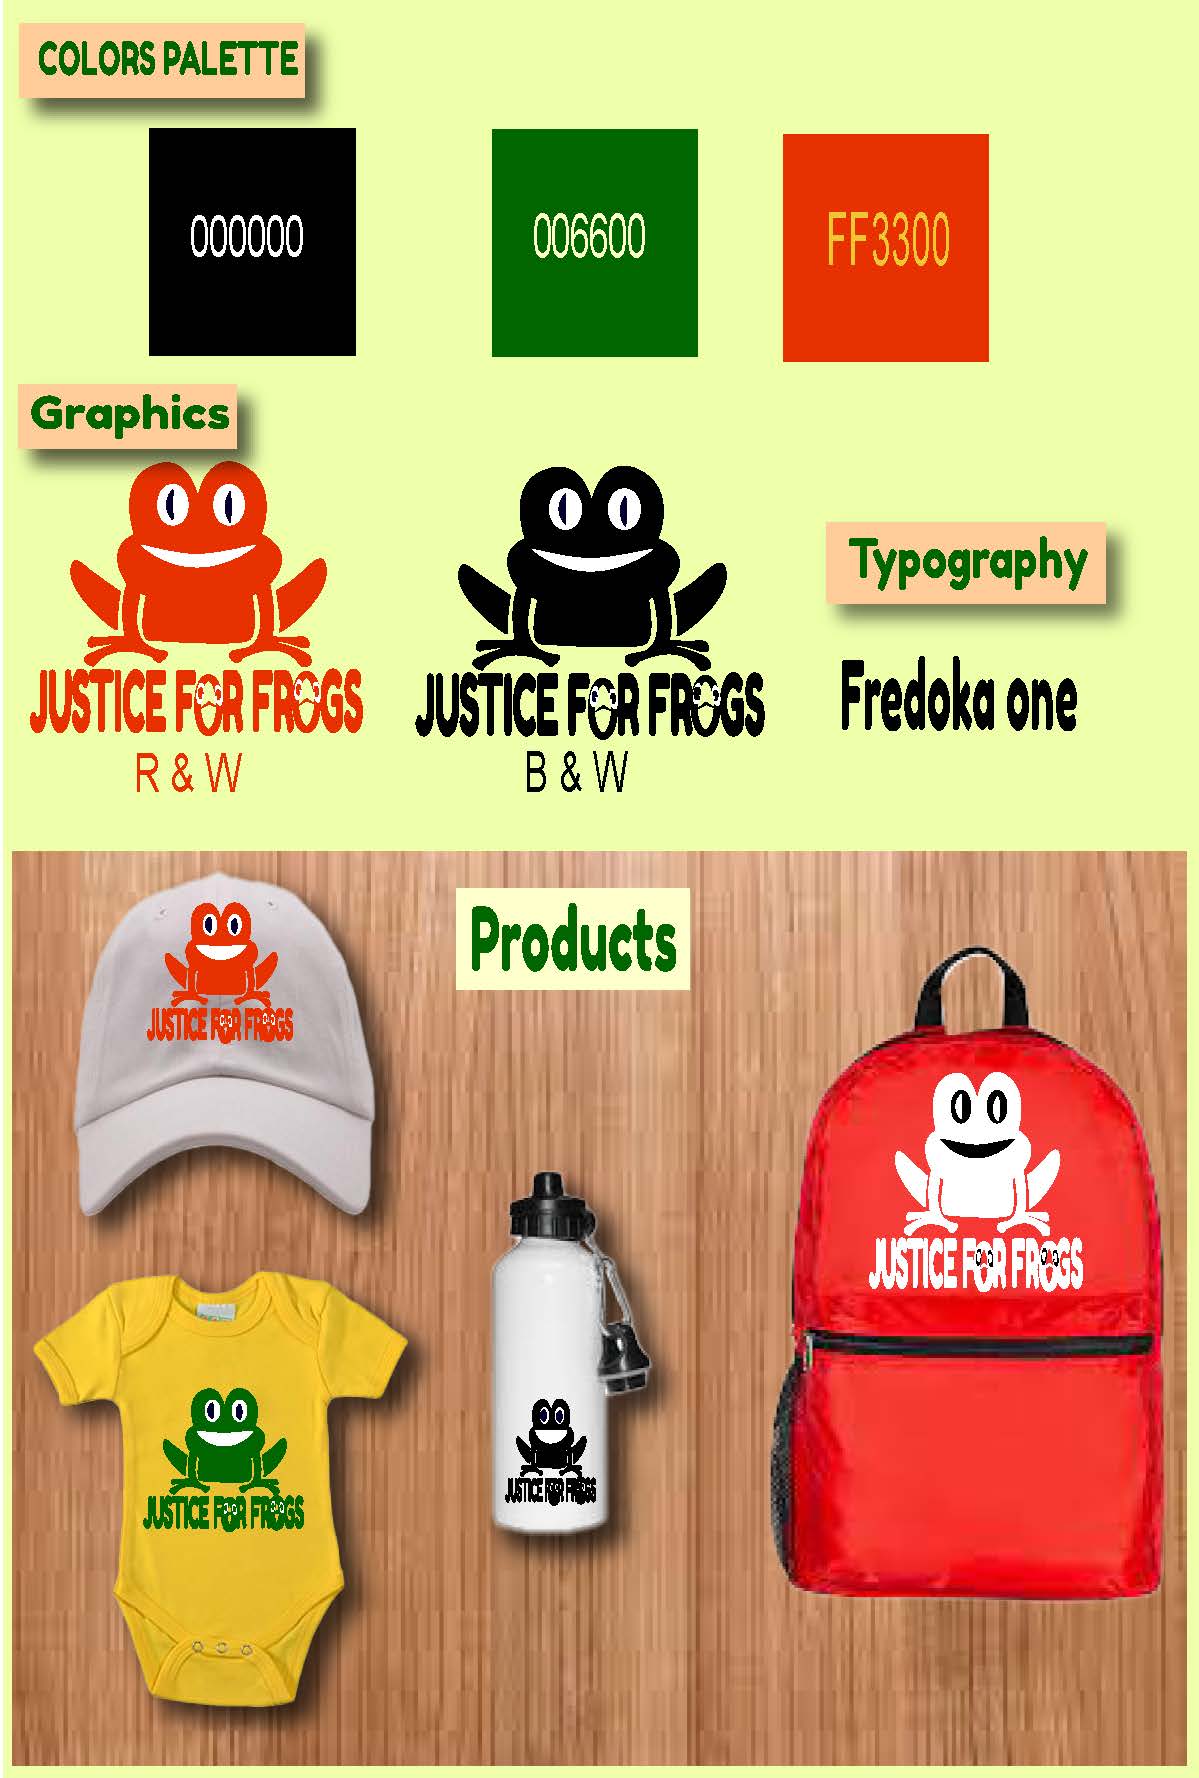 COLORS PALETTE
000000
006600
FF3300
Graphics
JUSTICE FOR FROGS
R & W
JUSTICE FOR FROGS
B & W
Typography
Fredoka one
Products
JUSTICE FOR FROGS
JUSTICE FOR FROGS
JUSTICE FOR FROGS
JUSTICE FOR FROGS